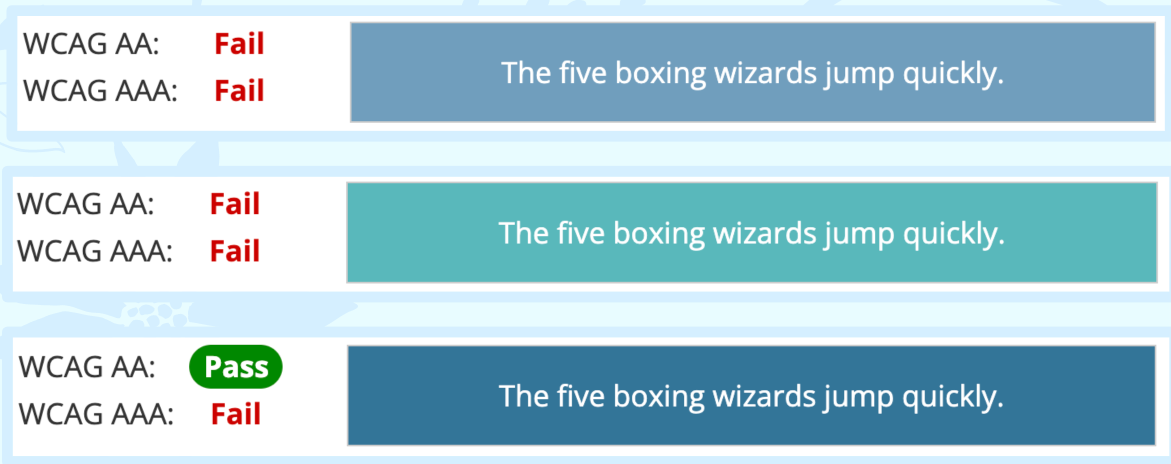 WCAG AA: Fail
WCAG AAA: Fail
The five boxing wizards jump quickly.
WCAG AA: Fail
WCAG AAA: Fail
The five boxing wizards jump quickly.
WCAG AA: Pass
WCAG AAA: Fail
The five boxing wizards jump quickly.